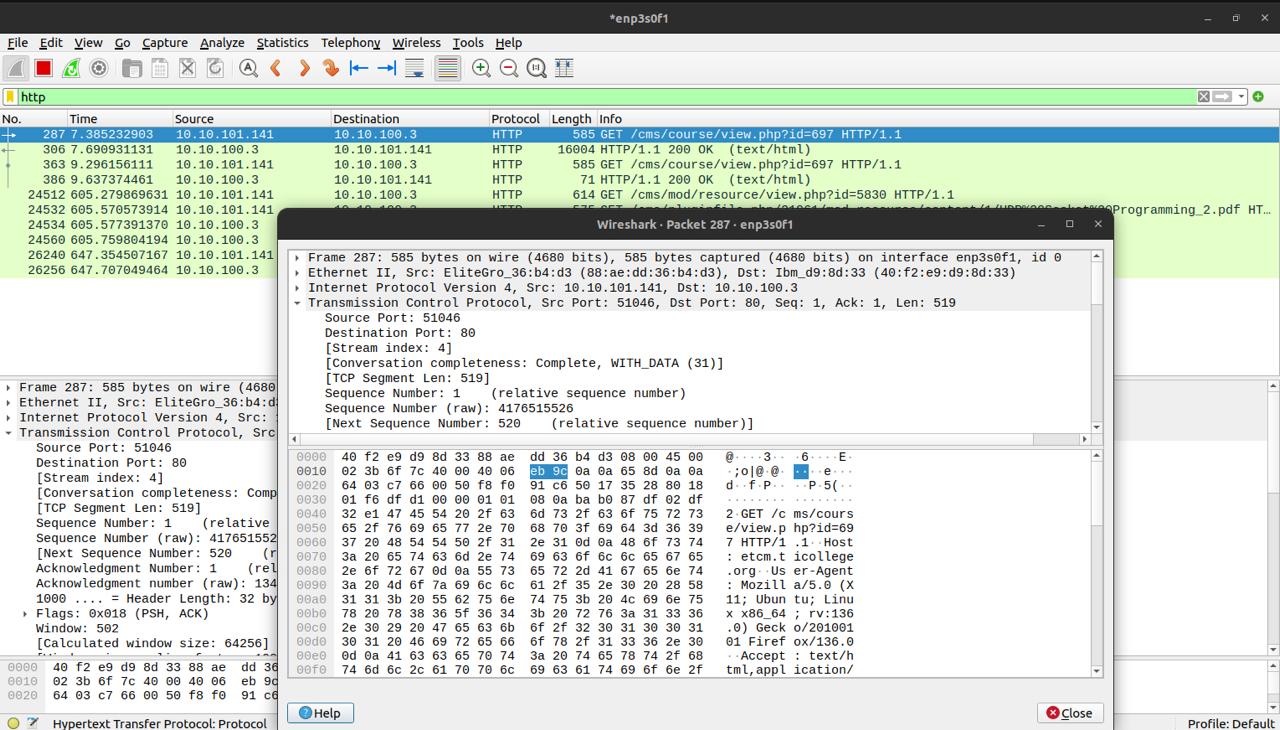 *enp3s0f1
File Edit View Go Capture Analyze Statistics Telephony Wireless Tools Help
http
No. Time Source Destination Protocol Length Info
287 7.385232903 10.10.101.141 10.10.100.3 HTTP 585 GET /cms/course/view.php?id=697 HTTP/1.1
306 7.690931131 10.10.100.3 10.10.101.141 HTTP 16004 HTTP/1.1 200 OK (text/html)
363 9.296156111 10.10.101.141 10.10.100.3 HTTP 585 GET /cms/course/view.php?id=697 HTTP/1.1
386 9.637374461 10.10.100.3 10.10.101.141 HTTP 71 HTTP/1.1 200 OK (text/html)
24512 605.279869631 10.10.101.141 10.10.100.3 HTTP 614 GET /cms/mod/resource/view.php?id=5830 HTTP/1.1
24532 605.570573914 10.10.101.141 Programming_2.pdf HT…
24534 605.577391370 10.10.100.3
24560 605.759804194 10.10.100.3
26240 647.354507167 10.10.101.141
26256 647.707049464 10.10.100.3
Frame 287: 585 bytes on wire (4680
Ethernet II, Src: EliteGro_36:b4:d
Internet Protocol Version 4, Src:
Transmission Control Protocol, Src
Source Port: 51046
Destination Port: 80
[Stream index: 4]
[Conversation completeness: Comp
[TCP Segment Len: 519]
Sequence Number: 1 (relative
Sequence Number (raw): 417651552
[Next Sequence Number: 520 (r
Acknowledgment Number: 1 (rel
Acknowledgment number (raw): 134
1000 .... = Header Length: 32 by
Flags: 0x018 (PSH, ACK)
Window: 502
[Calculated window size: 64256]
0000 40 f2 e9 d9 8d 33 88 ae dd 36
0010 02 3b 6f 7c 40 00 40 06 eb 9c
0020 64 03 c7 66 00 50 f8 f0 91 c6
Hypertext Transfer Protocol: Protocol
Profile: Default
Wireshark · Packet 287 · enp3s0f1
Frame 287: 585 bytes on wire (4680 bits), 585 bytes captured (4680 bits) on interface enp3s0f1, id 0
Ethernet II, Src: EliteGro_36:b4:d3 (88:ae:dd:36:b4:d3), Dst: Ibm_d9:8d:33 (40:f2:e9:d9:8d:33)
Internet Protocol Version 4, Src: 10.10.101.141, Dst: 10.10.100.3
Transmission Control Protocol, Src Port: 51046, Dst Port: 80, Seq: 1, Ack: 1, Len: 519
Source Port: 51046
Destination Port: 80
[Stream index: 4]
[Conversation completeness: Complete, WITH_DATA (31)]
[TCP Segment Len: 519]
Sequence Number: 1 (relative sequence number)
Sequence Number (raw): 4176515526
[Next Sequence Number: 520 (relative sequence number)]
0000 40 f2 e9 d9 8d 33 88 ae dd 36 b4 d3 08 00 45 00 @····3·· ·6····E·
0010 02 3b 6f 7c 40 00 40 06 eb 9c 0a 0a 65 8d 0a 0a ·;o|@·@· ····e···
0020 64 03 c7 66 00 50 f8 f0 91 c6 50 17 35 28 80 18 d··f·P·· ··P·5(··
0030 01 f6 df d1 00 00 01 01 08 0a ba b0 87 df 02 df ········ ········
0040 32 e1 47 45 54 20 2f 63 6d 73 2f 63 6f 75 72 73 2·GET /c ms/cours
0050 65 2f 76 69 65 77 2e 70 68 70 3f 69 64 3d 36 39 e/view.p hp?id=69
0060 37 20 48 54 54 50 2f 31 2e 31 0d 0a 48 6f 73 74 7 HTTP/1 .1··Host
0070 3a 20 65 74 63 6d 2e 74 69 63 6f 6c 6c 65 67 65 : etcm.t icollege
0080 2e 6f 72 67 0d 0a 55 73 65 72 2d 41 67 65 6e 74 .org··Us er-Agent
0090 3a 20 4d 6f 7a 69 6c 6c 61 2f 35 2e 30 20 28 58 : Mozill a/5.0 (X
00a0 31 31 3b 20 55 62 75 6e 74 75 3b 20 4c 69 6e 75 11; Ubun tu; Linu
00b0 78 20 78 38 36 5f 36 34 3b 20 72 76 3a 31 33 36 x x86_64 ; rv:136
00c0 2e 30 29 20 47 65 63 6b 6f 2f 32 30 31 30 30 31 .0) Geck o/201001
00d0 30 31 20 46 69 72 65 66 6f 78 2f 31 33 36 2e 30 01 Firef ox/136.0
00e0 0d 0a 41 63 63 65 70 74 3a 20 74 65 78 74 2f 68 ··Accept : text/h
00f0 74 6d 6c 2c 61 70 70 6c 69 63 61 74 69 6f 6e 2f tml,appl ication/
Help
Close